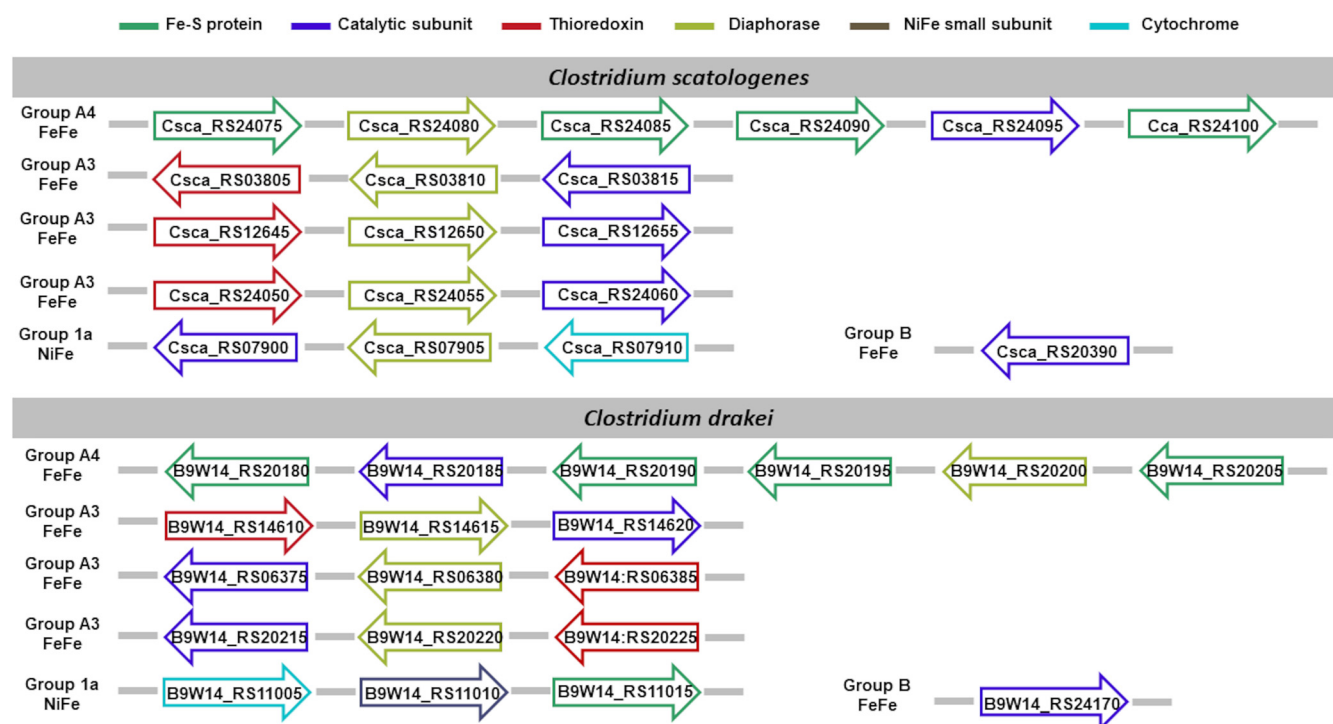 Fe-S protein Catalytic subunit Thioredoxin Diaphorase NiFe small subunit Cytochrome
Clostridium scatologenes
Group A4
FeFe
Csca_RS24075 Csca_RS24080 Csca_RS24085 Csca_RS24090 Csca_RS24095 Cca_RS24100
Group A3
FeFe
Csca_RS03805 Csca_RS03810 Csca_RS03815
Group A3
FeFe
Csca_RS12645 Csca_RS12650 Csca_RS12655
Group A3
FeFe
Csca_RS24050 Csca_RS24055 Csca_RS24060
Group 1a
NiFe
Csca_RS07900 Csca_RS07905 Csca_RS07910
Group B
FeFe
Csca_RS20390
Clostridium drakei
Group A4
FeFe
B9W14_RS20180 B9W14_RS20185 B9W14_RS20190 B9W14_RS20195 B9W14_RS20200 B9W14_RS20205
Group A3
FeFe
B9W14_RS14610 B9W14_RS14615 B9W14_RS14620
Group A3
FeFe
B9W14_RS06375 B9W14_RS06380 B9W14:RS06385
Group A3
FeFe
B9W14_RS20215 B9W14_RS20220 B9W14:RS20225
Group 1a
NiFe
B9W14_RS11005 B9W14_RS11010 B9W14_RS11015
Group B
FeFe
B9W14_RS24170